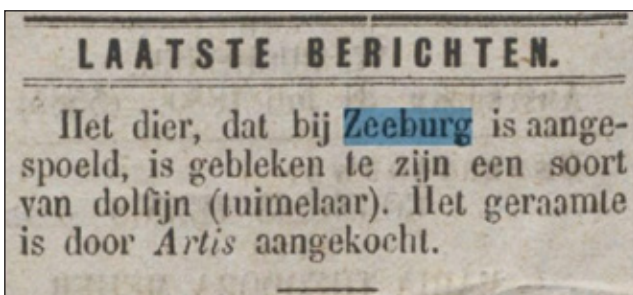 LAATSTE BERICHTEN.
Het dier, dat bij Zeeburg is aange-
spoeld, is gebleken te zijn een soort
van dolfijn (tuimelaar). Het geraamte
is door Artis aangekocht.